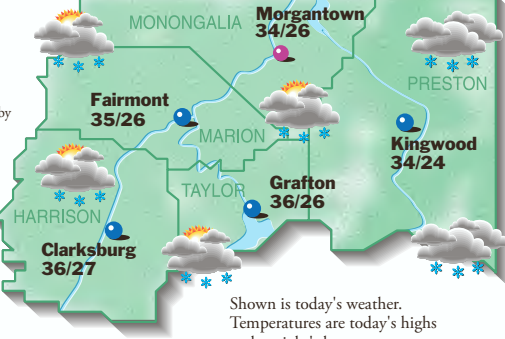 MONONGALIA
Morgantown
34/26
PRESTON
by
Fairmont
35/26
MARION
Kingwood
34/24
TAYLOR
Grafton
36/26
HARRISON
Clarksburg
36/27
Shown is today's weather.
Temperatures are today's highs